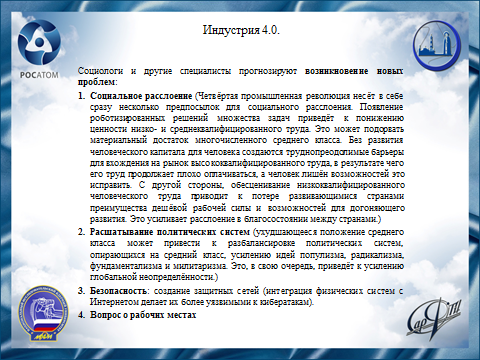 Индустрия 4.0.
РОСАТОМ
Социологи и другие специалисты прогнозируют возникновение новых
проблем:
1. Социальное расслоение (Четвёртая промышленная революция несёт в себе
сразу несколько предпосылок для социального расслоения. Появление
роботизированных решений множества задач приведёт к понижению
ценности низко- и среднеквалифицированного труда. Это может подорвать
материальный достаток многочисленного среднего класса. Без развития
человеческого капитала для человека создаются труднопреодолимые барьеры
для вхождения на рынок высококвалифицированного труда, в результате чего
его труд продолжает плохо оплачиваться, а человек лишён возможностей это
исправить. С другой стороны, обесценивание низкоквалифицированного
человеческого труда приводит к потере развивающимися странами
преимущества дешёвой рабочей силы и возможностей для догоняющего
развития. Это усиливает расслоение в благосостоянии между странами.)
2. Расшатывание политических систем (ухудшающееся положение среднего
класса может привести к разбалансировке политических систем,
опирающихся на средний класс, усилению идей популизма, радикализма,
фундаментализма и милитаризма. Это, в свою очередь, приведёт к усилению
глобальной неопределённости.)
3. Безопасность: создание защитных сетей (интеграция физических систем с
Интернетом делает их более уязвимыми к кибератакам).
4. Вопрос о рабочих местах